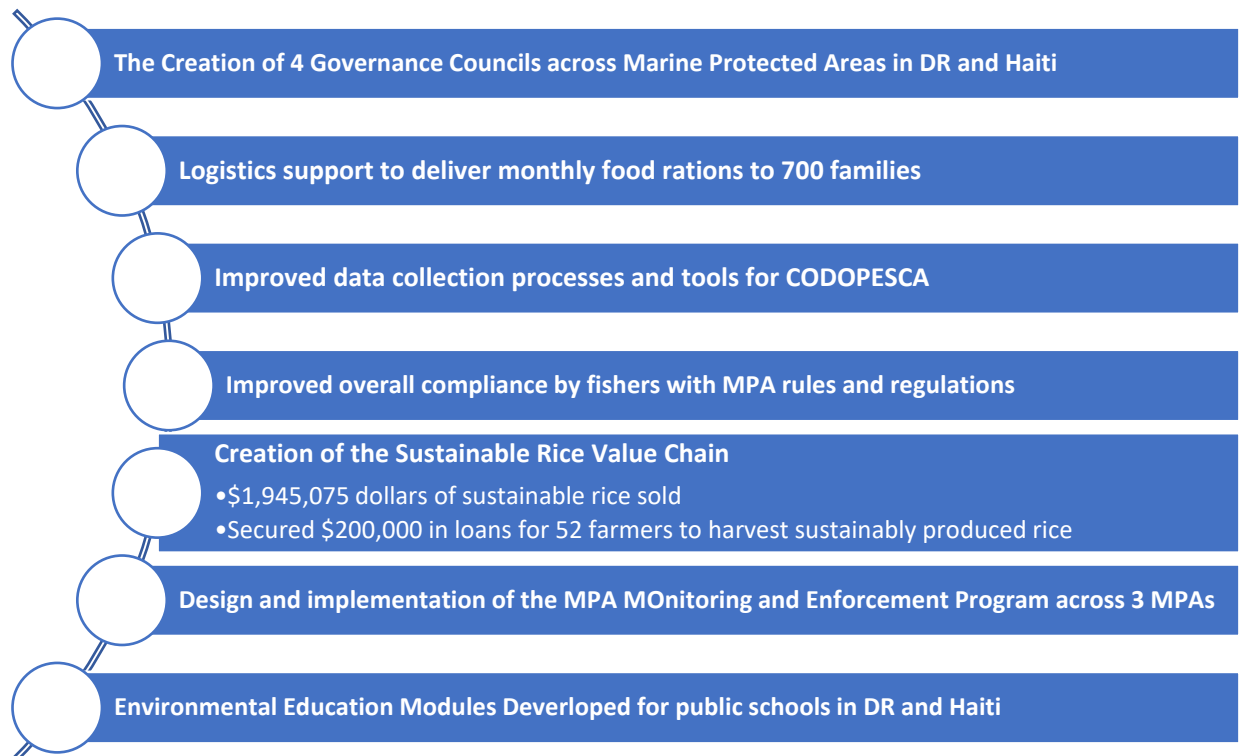 The Creation of 4 Governance Councils across Marine Protected Areas in DR and Haiti
Logistics support to deliver monthly food rations to 700 families
Improved data collection processes and tools for CODOPESCA
Improved overall compliance by fishers with MPA rules and regulations
Creation of the Sustainable Rice Value Chain
•$1,945,075 dollars of sustainable rice sold
•Secured $200,000 in loans for 52 farmers to harvest sustainably produced rice
Design and implementation of the MPA MOnitoring and Enforcement Program across 3 MPAs
Environmental Education Modules Deverloped for public schools in DR and Haiti